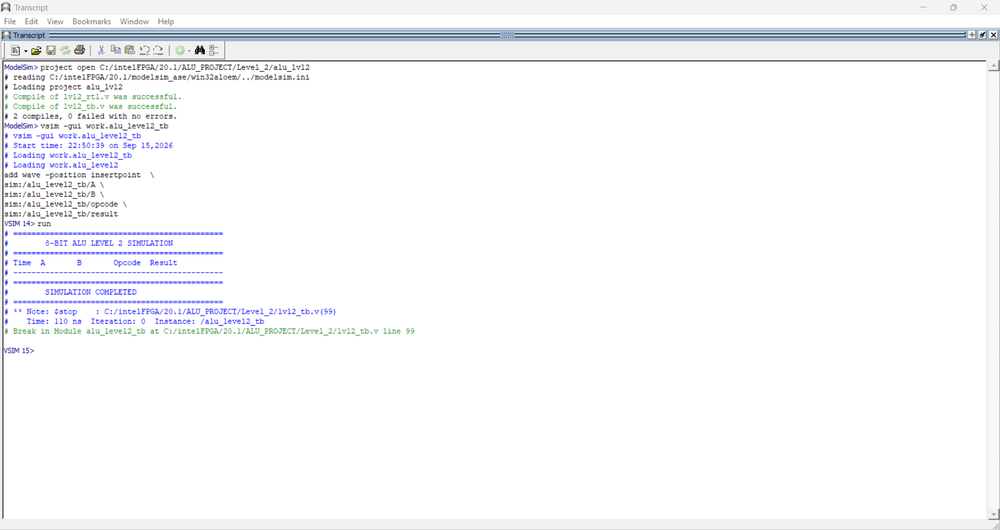 Transcript
File Edit View Bookmarks Window Help
Transcript
ModelSim> project open C:/intelFPGA/20.1/ALU_PROJECT/Level_2/alu_lvl2
# reading C:/intelFPGA/20.1/modelsim_ase/win32aloem/../modelsim.ini
# Loading project alu_lvl2
# Compile of lvl2_rtl.v was successful.
# Compile of lvl2_tb.v was successful.
# 2 compiles, 0 failed with no errors.
ModelSim> vsim -gui work.alu_level2_tb
# vsim -gui work.alu_level2_tb
# Start time: 22:50:39 on Sep 15,2026
# Loading work.alu_level2_tb
# Loading work.alu_level2
add wave -position insertpoint  \
sim:/alu_level2_tb/A \
sim:/alu_level2_tb/B \
sim:/alu_level2_tb/opcode \
sim:/alu_level2_tb/result
VSIM 14> run
# ==============================================
#        8-BIT ALU LEVEL 2 SIMULATION
# ==============================================
# Time  A       B       Opcode  Result
# ----------------------------------------------
# ==============================================
#        SIMULATION COMPLETED
# ==============================================
# ** Note: $stop    : C:/intelFPGA/20.1/ALU_PROJECT/Level_2/lvl2_tb.v(99)
#    Time: 110 ns  Iteration: 0  Instance: /alu_level2_tb
# Break in Module alu_level2_tb at C:/intelFPGA/20.1/ALU_PROJECT/Level_2/lvl2_tb.v line 99
VSIM 15>